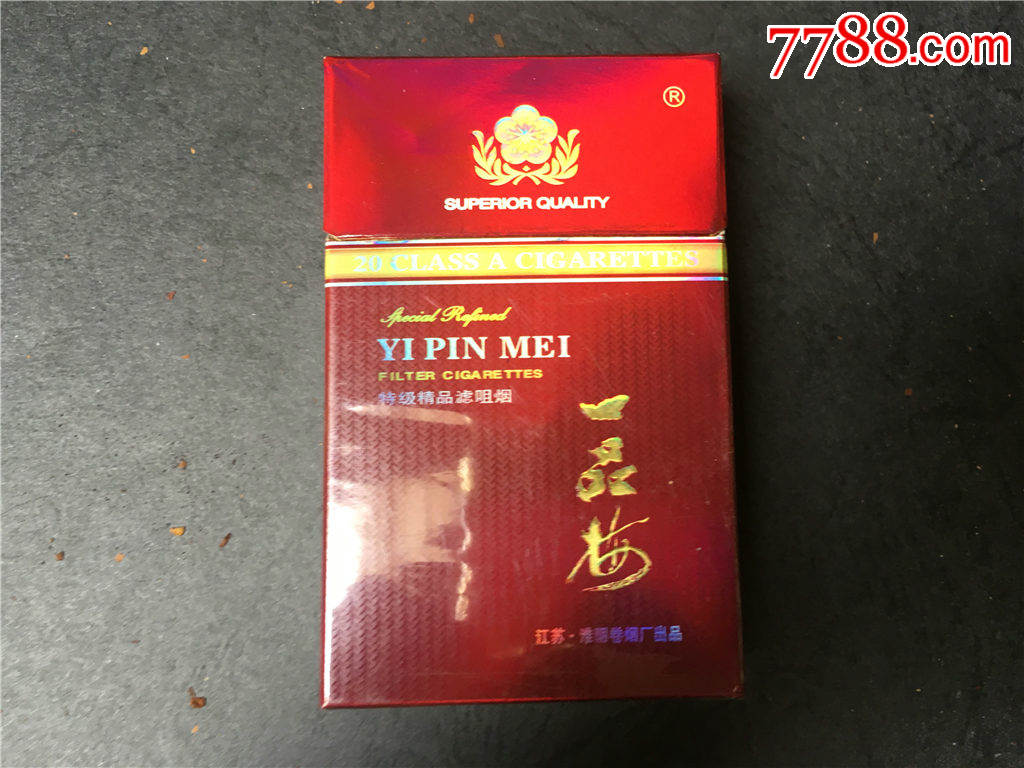 7788.com
®
SUPERIOR QUALITY
20 CLASS A CIGARETTES
Special Refined
YI PIN MEI
FILTER CIGARETTES
特级精品滤咀烟
一品梅
江苏·淮阴卷烟厂出品